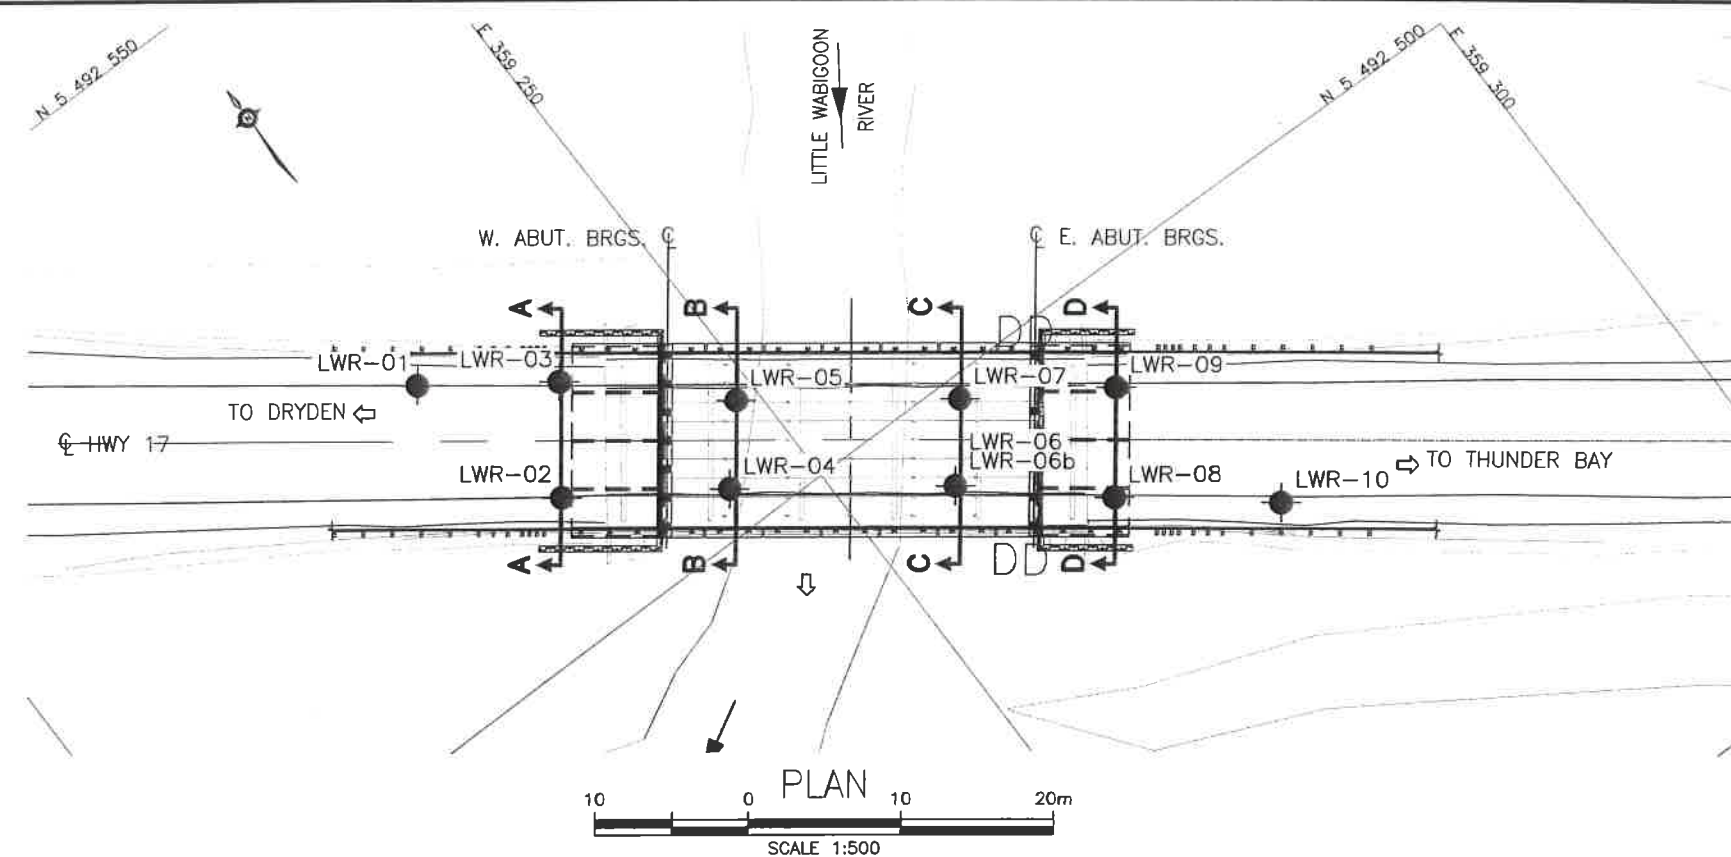 N 5 492 550
E 359 250
LITTLE WABIGOON
RIVER
N 5 492 500
E 359 300
W. ABUT. BRGS. ℄
℄ E. ABUT. BRGS.
A
B
C
D
DD
LWR-01
LWR-03
LWR-05
LWR-07
LWR-09
TO DRYDEN
℄ HWY 17
LWR-06
LWR-06b
TO THUNDER BAY
LWR-02
LWR-04
LWR-08
LWR-10
A
B
C
DD
D
PLAN
10 0 10 20m
SCALE 1:500